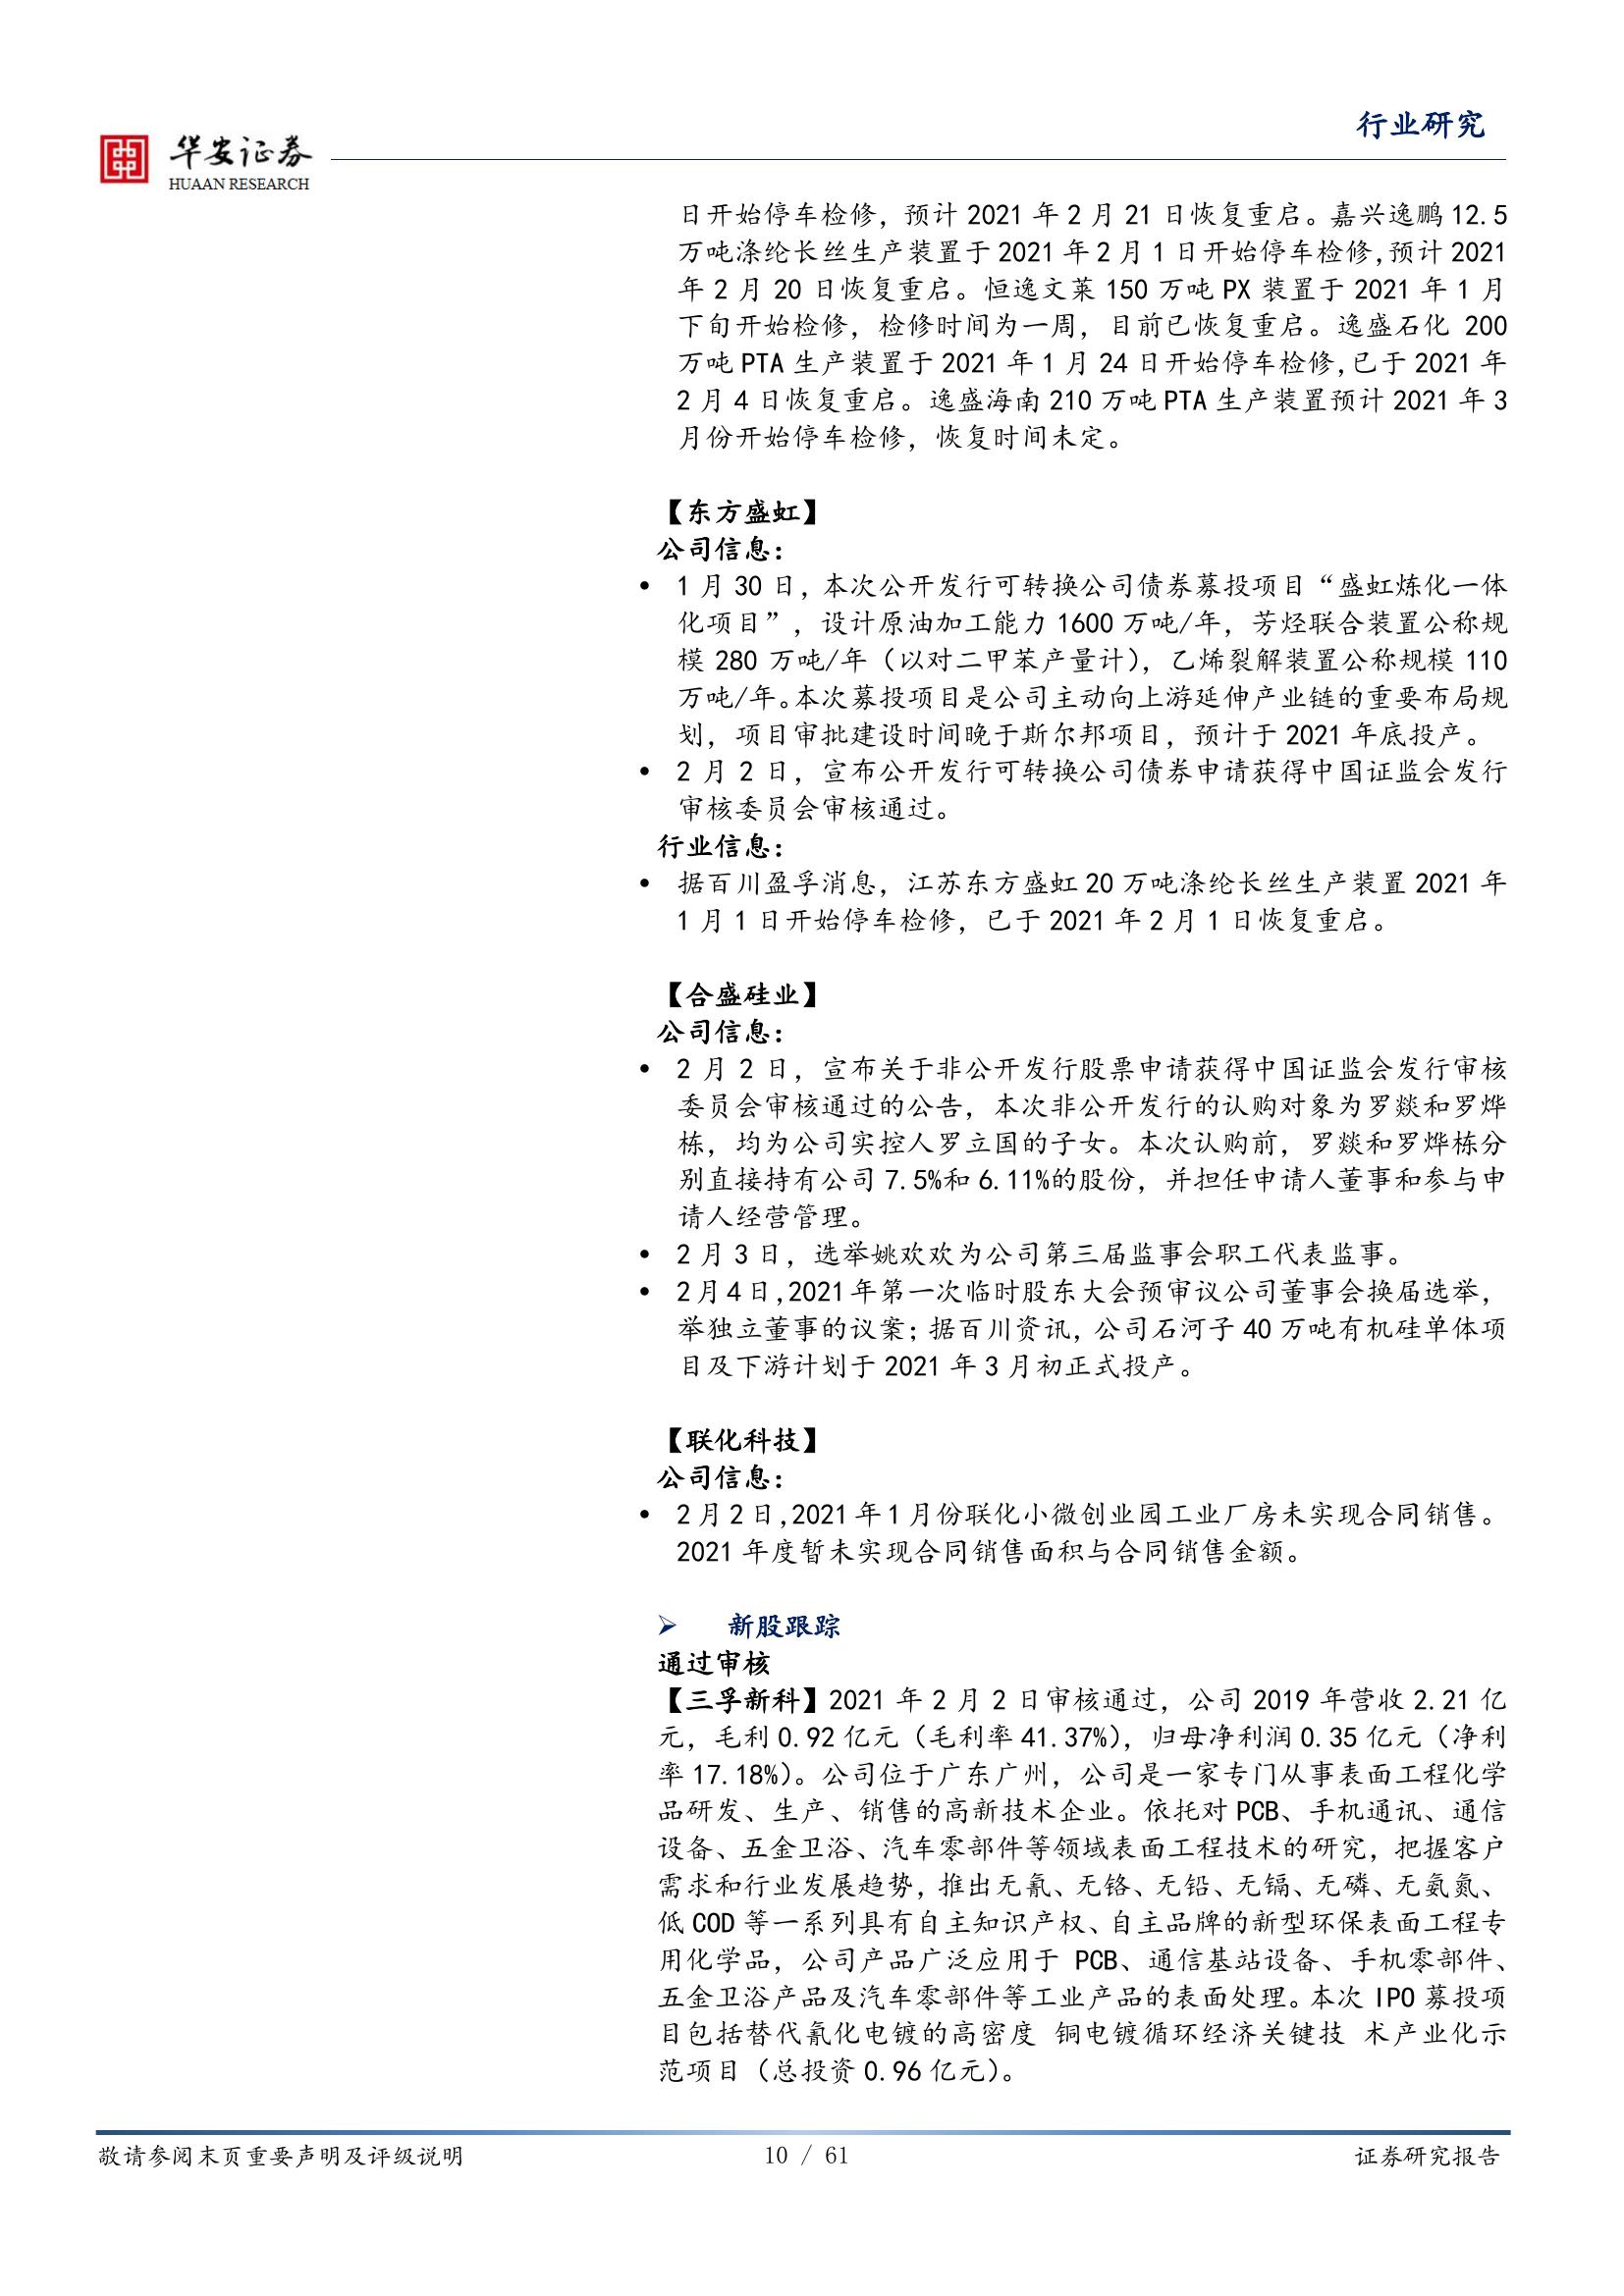 行业研究
华安证券
HUAAN RESEARCH
日开始停车检修，预计 2021 年 2 月 21 日恢复重启。嘉兴逸鹏 12.5
万吨涤纶长丝生产装置于 2021 年 2 月 1 日开始停车检修,预计 2021
年 2 月 20 日恢复重启。恒逸文莱 150 万吨 PX 装置于 2021 年 1 月
下旬开始检修，检修时间为一周，目前已恢复重启。逸盛石化 200
万吨 PTA 生产装置于 2021 年 1 月 24 日开始停车检修,已于 2021 年
2 月 4 日恢复重启。逸盛海南 210 万吨 PTA 生产装置预计 2021 年 3
月份开始停车检修，恢复时间未定。
【东方盛虹】
公司信息：
• 1 月 30 日，本次公开发行可转换公司债券募投项目“盛虹炼化一体
化项目”，设计原油加工能力 1600 万吨/年，芳烃联合装置公称规
模 280 万吨/年（以对二甲苯产量计），乙烯裂解装置公称规模 110
万吨/年。本次募投项目是公司主动向上游延伸产业链的重要布局规
划，项目审批建设时间晚于斯尔邦项目，预计于 2021 年底投产。
• 2 月 2 日，宣布公开发行可转换公司债券申请获得中国证监会发行
审核委员会审核通过。
行业信息：
• 据百川盈孚消息，江苏东方盛虹 20 万吨涤纶长丝生产装置 2021 年
1 月 1 日开始停车检修，已于 2021 年 2 月 1 日恢复重启。
【合盛硅业】
公司信息：
• 2 月 2 日，宣布关于非公开发行股票申请获得中国证监会发行审核
委员会审核通过的公告，本次非公开发行的认购对象为罗燚和罗烨
栋，均为公司实控人罗立国的子女。本次认购前，罗燚和罗烨栋分
别直接持有公司 7.5%和 6.11%的股份，并担任申请人董事和参与申
请人经营管理。
• 2 月 3 日，选举姚欢欢为公司第三届监事会职工代表监事。
• 2 月 4 日,2021 年第一次临时股东大会预审议公司董事会换届选举，
举独立董事的议案；据百川资讯，公司石河子 40 万吨有机硅单体项
目及下游计划于 2021 年 3 月初正式投产。
【联化科技】
公司信息：
• 2 月 2 日,2021 年 1 月份联化小微创业园工业厂房未实现合同销售。
2021 年度暂未实现合同销售面积与合同销售金额。
➢ 新股跟踪
通过审核
【三孚新科】2021 年 2 月 2 日审核通过，公司 2019 年营收 2.21 亿
元，毛利 0.92 亿元（毛利率 41.37%），归母净利润 0.35 亿元（净利
率 17.18%）。公司位于广东广州，公司是一家专门从事表面工程化学
品研发、生产、销售的高新技术企业。依托对 PCB、手机通讯、通信
设备、五金卫浴、汽车零部件等领域表面工程技术的研究，把握客户
需求和行业发展趋势，推出无氰、无铬、无铅、无镉、无磷、无氨氮、
低 COD 等一系列具有自主知识产权、自主品牌的新型环保表面工程专
用化学品，公司产品广泛应用于 PCB、通信基站设备、手机零部件、
五金卫浴产品及汽车零部件等工业产品的表面处理。本次 IPO 募投项
目包括替代氰化电镀的高密度 铜电镀循环经济关键技 术产业化示
范项目（总投资 0.96 亿元）。
敬请参阅末页重要声明及评级说明
10 / 61
证券研究报告